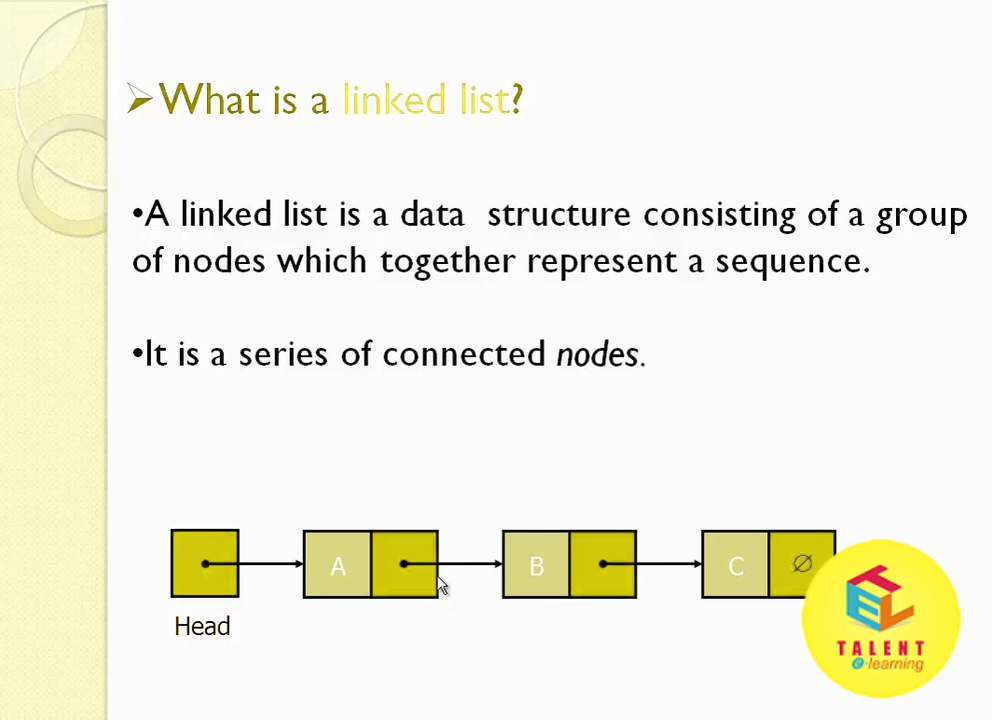 What is a linked list?
•A linked list is a data structure consisting of a group
of nodes which together represent a sequence.
•It is a series of connected nodes.
A B C ∅
Head
TEL
TALENT
e-learning